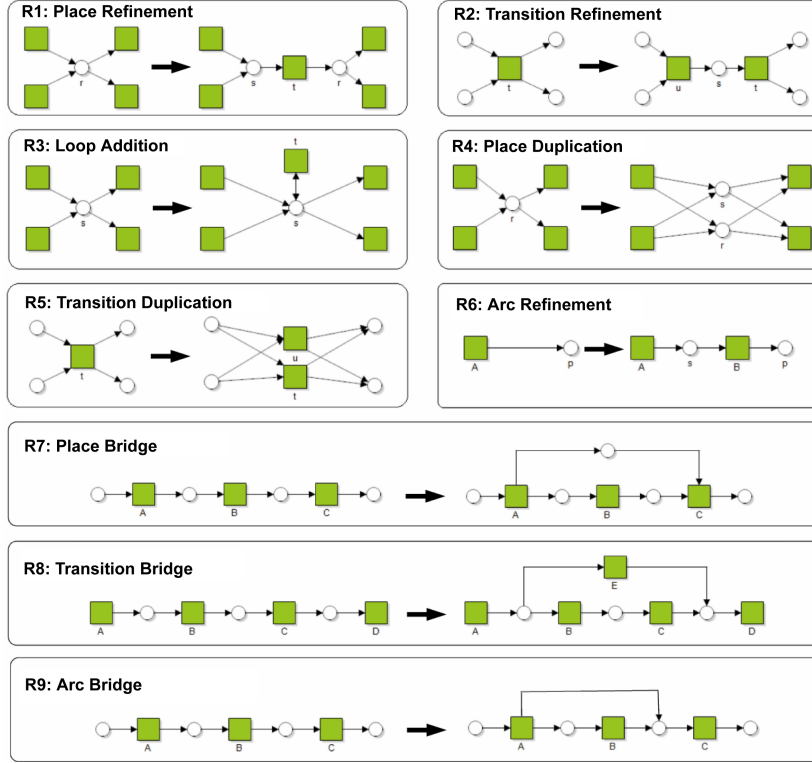 R1: Place Refinement
r
s
t
r
R2: Transition Refinement
t
u
s
t
R3: Loop Addition
s
t
s
R4: Place Duplication
r
s
r
R5: Transition Duplication
t
u
t
R6: Arc Refinement
A
p
A
s
B
p
R7: Place Bridge
A
B
C
A
B
C
R8: Transition Bridge
A
B
C
D
E
A
B
C
D
R9: Arc Bridge
A
B
C
A
B
C